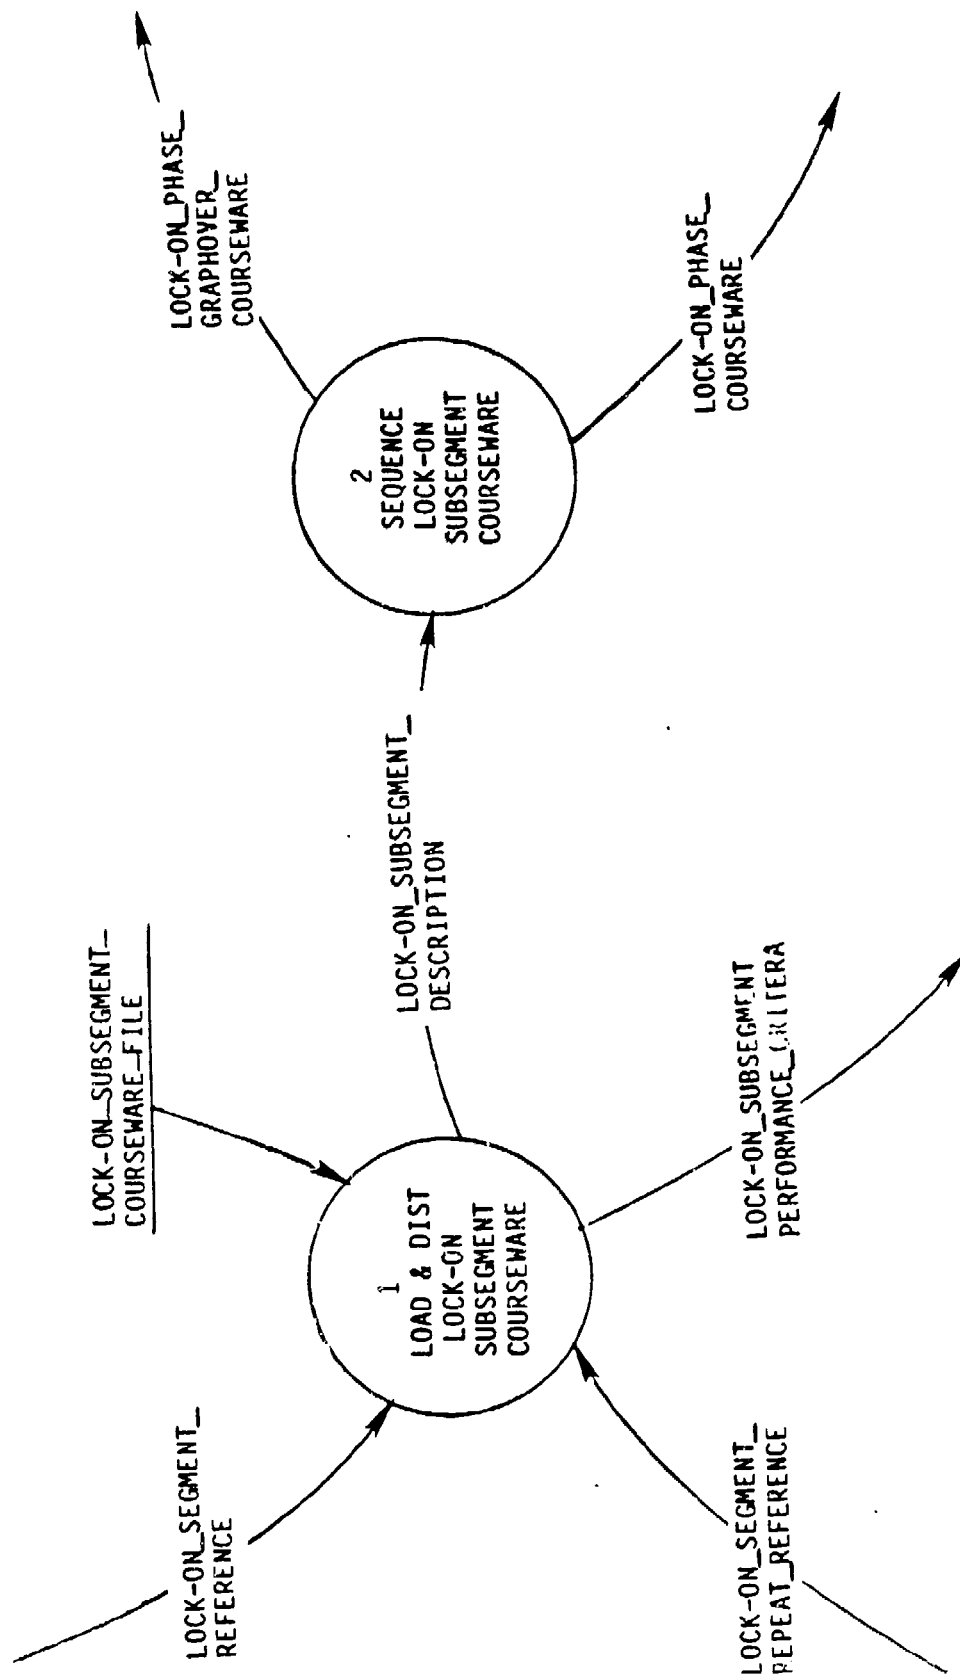 LOCK-ON_SEGMENT_
REFERENCE
LOCK-ON_SUBSEGMENT_
COURSEWARE_FILE
1
LOAD & DIST
LOCK-ON
SUBSEGMENT
COURSEWARE
LOCK-ON_SEGMENT_
REPEAT_REFERENCE
LOCK-ON_SUBSEGMENT
PERFORMANCE_CRITERA
LOCK-ON_SUBSEGMENT_
DESCRIPTION
2
SEQUENCE
LOCK-ON
SUBSEGMENT
COURSEWARE
LOCK-ON_PHASE_
GRAPHOVER_
COURSEWARE
LOCK-ON_PHASE_
COURSEWARE